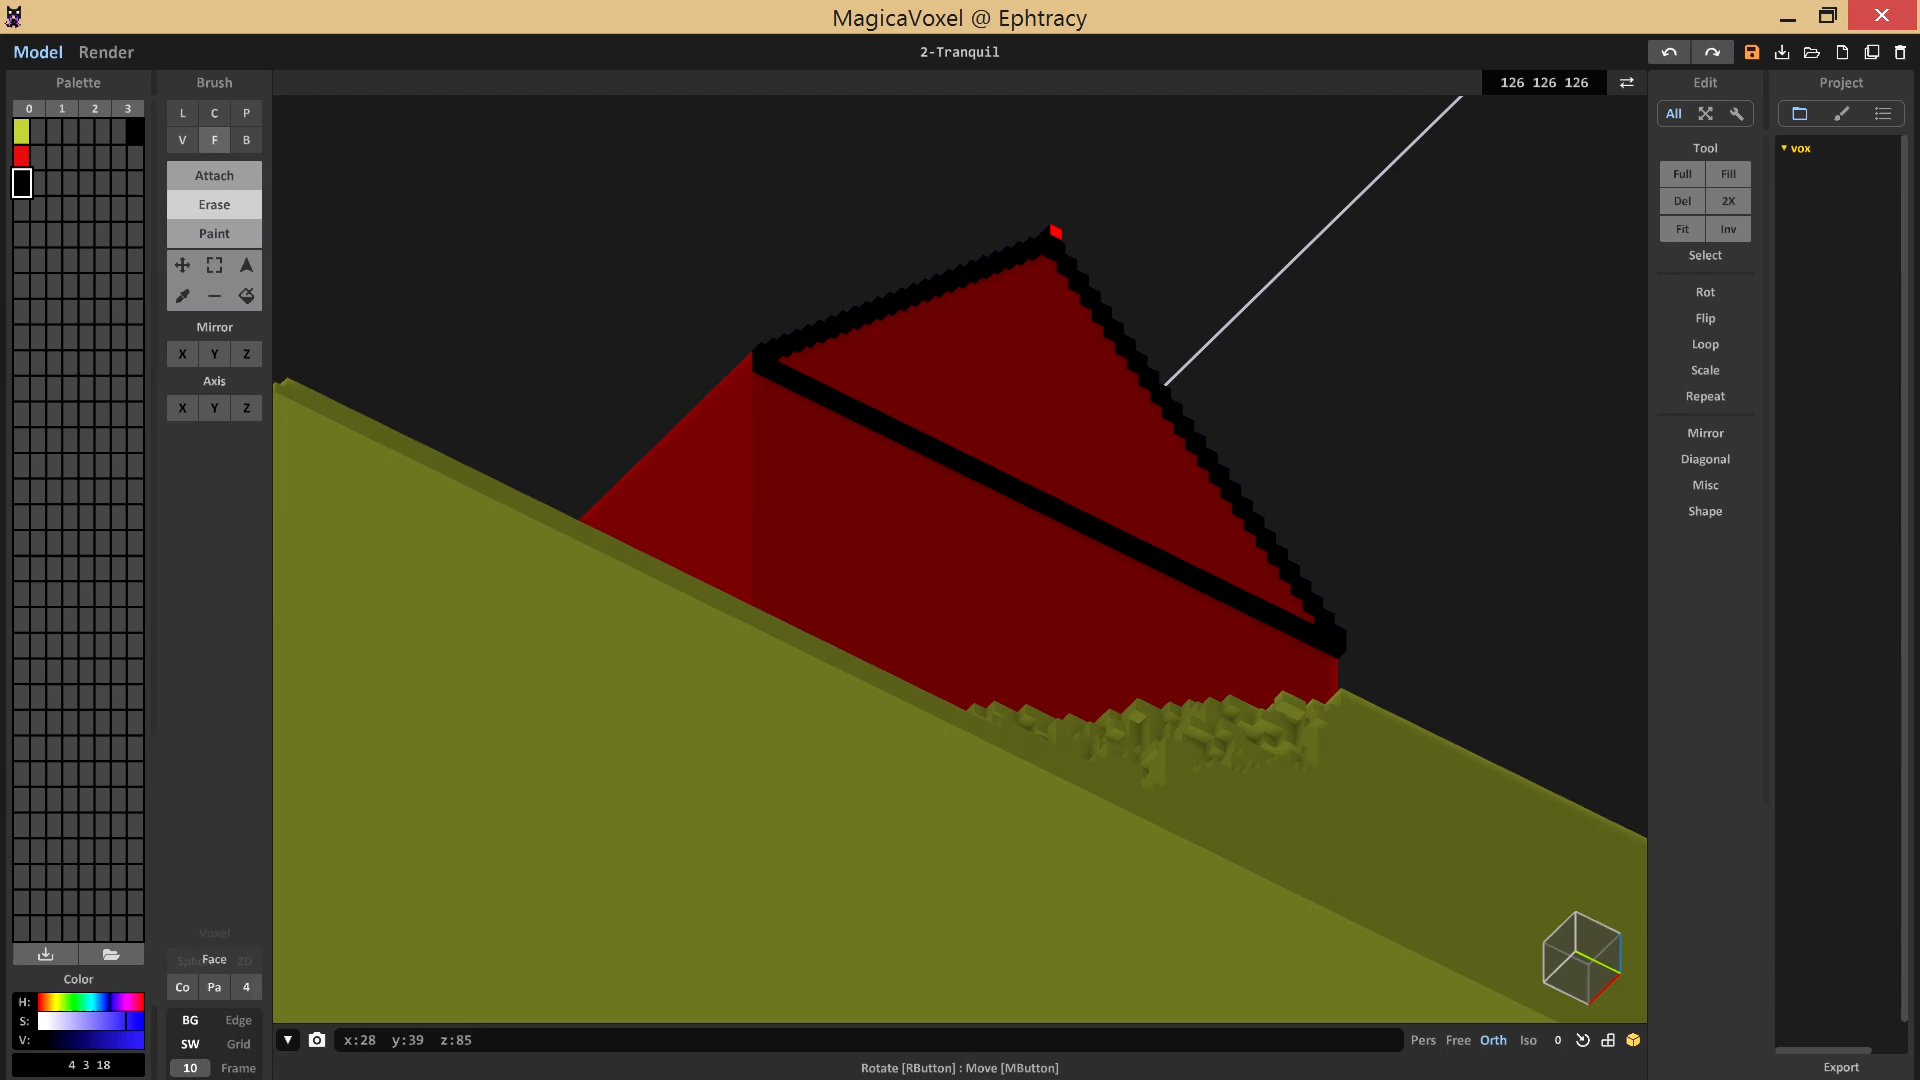 MagicaVoxel @ Ephtracy
Model Render
2-Tranquil
Palette
Brush
126 126 126
Edit
Project
0 1 2 3
L C P
V F B
All
vox
Attach
Erase
Paint
Tool
Full Fill
Del 2X
Fit Inv
Select
Mirror
X Y Z
Axis
X Y Z
Rot
Flip
Loop
Scale
Repeat
Mirror
Diagonal
Misc
Shape
Voxel
Face 2D
Co Pa 4
Color
H:
S:
V:
4 3 18
BG Edge
SW Grid
10 Frame
x:28 y:39 z:85
Pers Free Orth Iso 0
Rotate [RButton] : Move [MButton]
Export